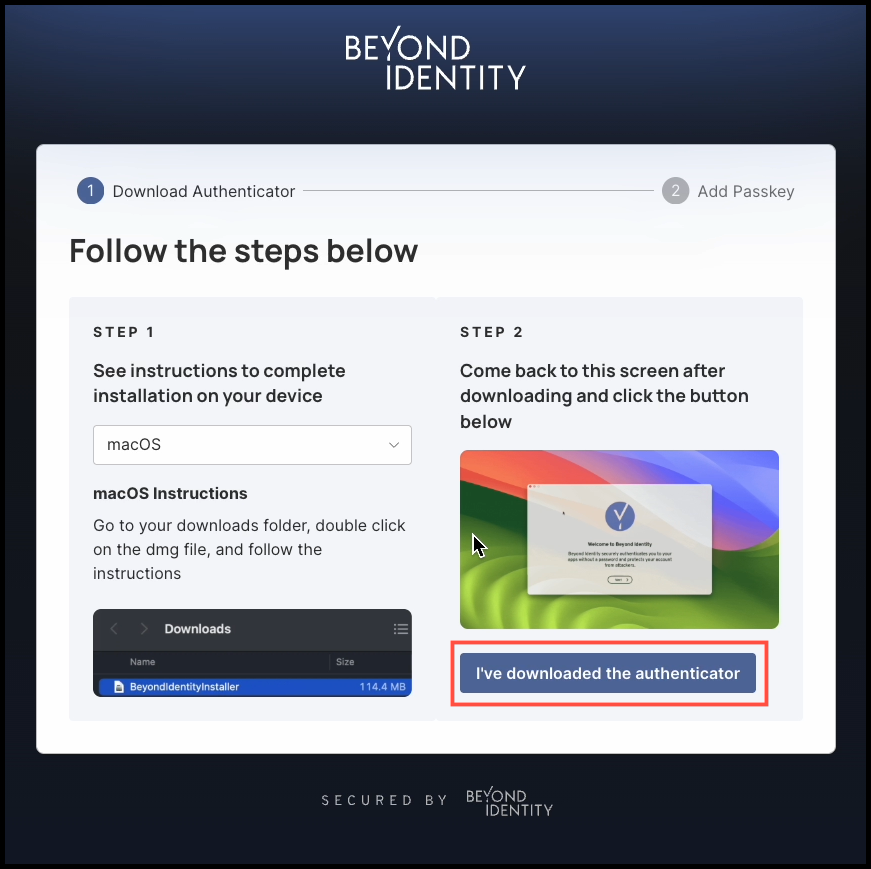 BEYOND
IDENTITY
1 Download Authenticator
2 Add Passkey
Follow the steps below
STEP 1
See instructions to complete
installation on your device
macOS
macOS Instructions
Go to your downloads folder, double click
on the dmg file, and follow the
instructions
Downloads
Name Size
BeyondIdentityInstaller 114.4 MB
STEP 2
Come back to this screen after
downloading and click the button
below
Welcome to Beyond Identity
Beyond Identity securely authenticates you to your
apps without a password and protects your account
from attackers.
Next
I've downloaded the authenticator
SECURED BY
BEYOND
IDENTITY